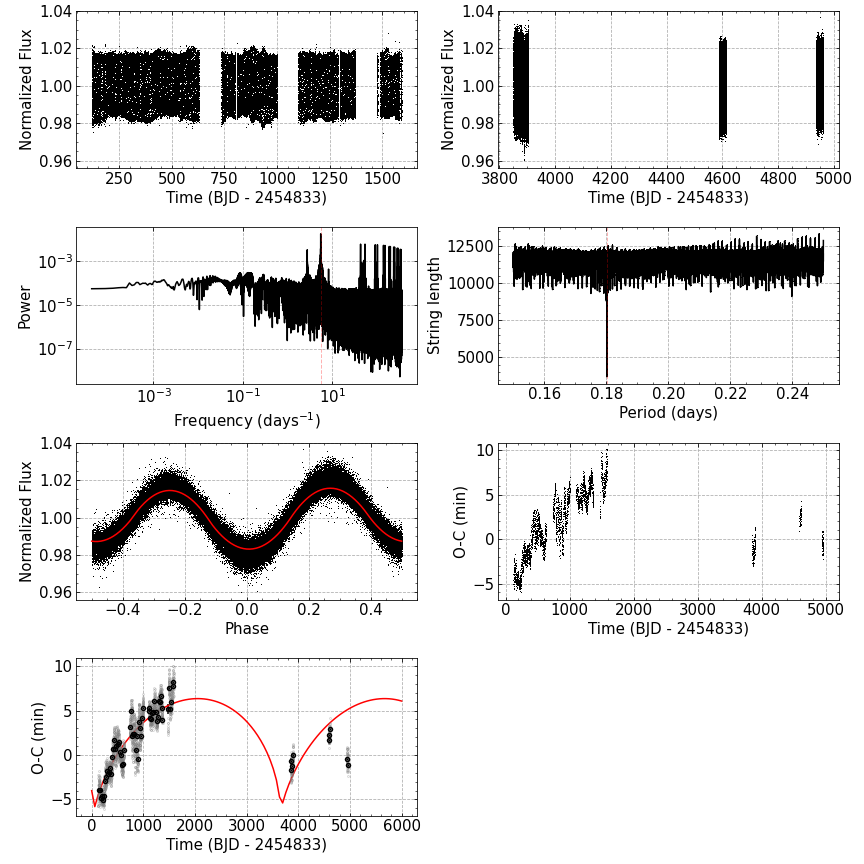 1.04
1.02
1.00
0.98
0.96
Normalized Flux
250 500 750 1000 1250 1500
Time (BJD - 2454833)
1.04
1.02
1.00
0.98
0.96
Normalized Flux
3800 4000 4200 4400 4600 4800 5000
Time (BJD - 2454833)
10⁻³
10⁻⁵
10⁻⁷
Power
10⁻³ 10⁻¹ 10¹
Frequency (days⁻¹)
12500
10000
7500
5000
String length
0.16 0.18 0.20 0.22 0.24
Period (days)
1.04
1.02
1.00
0.98
0.96
Normalized Flux
−0.4 −0.2 0.0 0.2 0.4
Phase
10
5
0
−5
O-C (min)
0 1000 2000 3000 4000 5000
Time (BJD - 2454833)
10
5
0
−5
O-C (min)
0 1000 2000 3000 4000 5000 6000
Time (BJD - 2454833)